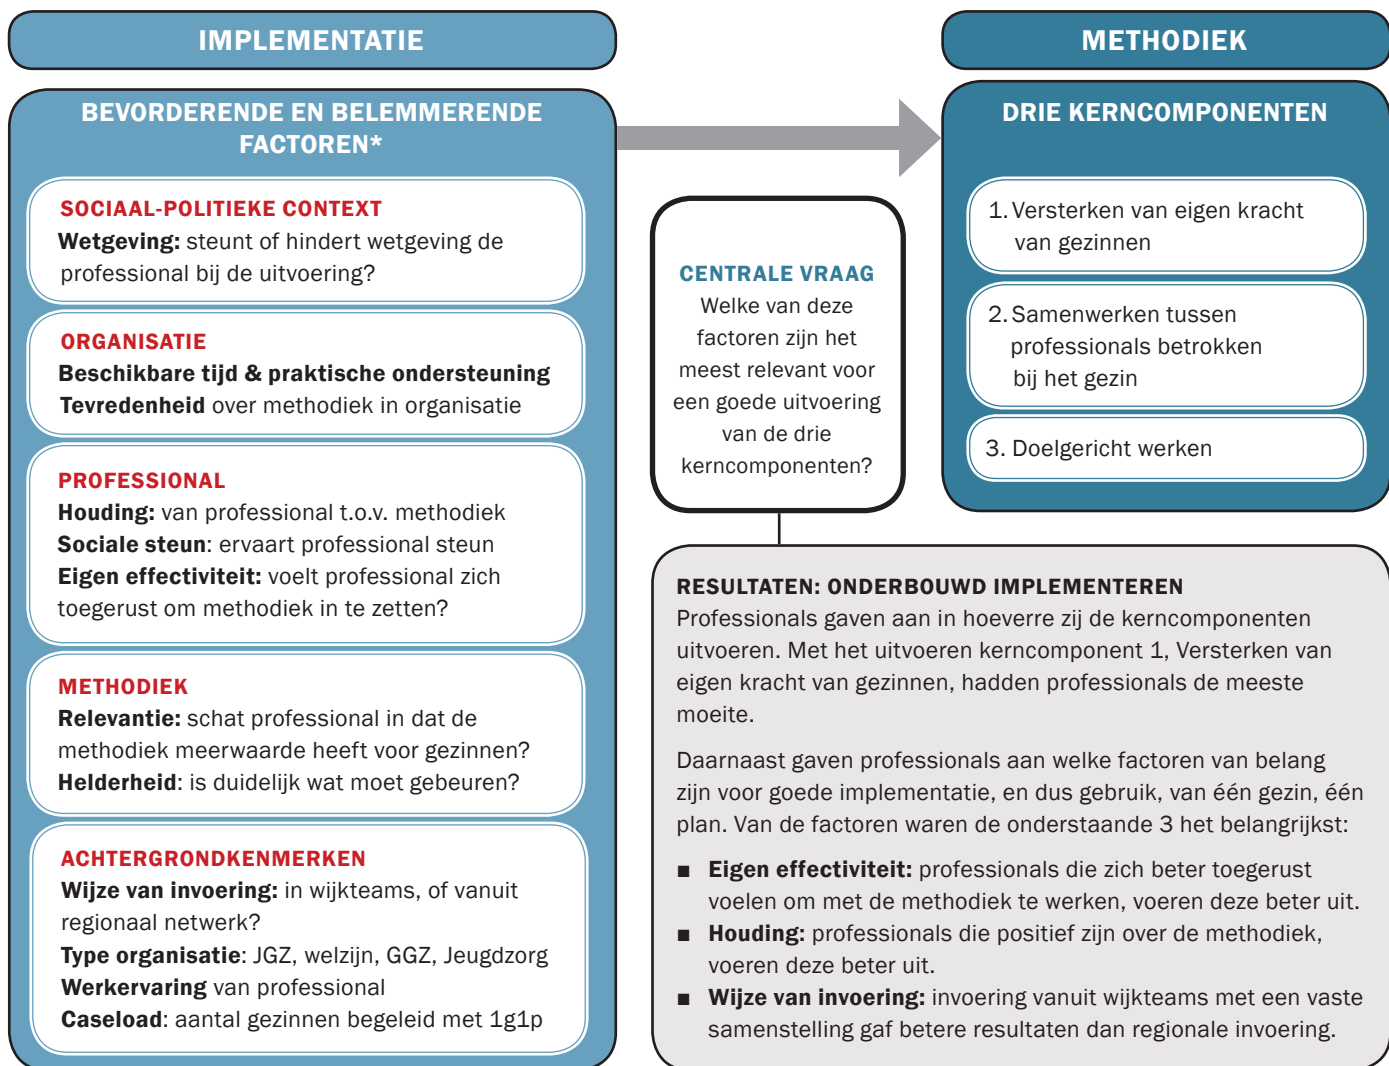 IMPLEMENTATIE
BEVORDERENDE EN BELEMMERENDE
FACTOREN*
SOCIAAL-POLITIEKE CONTEXT
Wetgeving: steunt of hindert wetgeving de
professional bij de uitvoering?
ORGANISATIE
Beschikbare tijd & praktische ondersteuning
Tevredenheid over methodiek in organisatie
PROFESSIONAL
Houding: van professional t.o.v. methodiek
Sociale steun: ervaart professional steun
Eigen effectiviteit: voelt professional zich
toegerust om methodiek in te zetten?
METHODIEK
Relevantie: schat professional in dat de
methodiek meerwaarde heeft voor gezinnen?
Helderheid: is duidelijk wat moet gebeuren?
ACHTERGRONDKENMERKEN
Wijze van invoering: in wijkteams, of vanuit
regionaal netwerk?
Type organisatie: JGZ, welzijn, GGZ, Jeugdzorg
Werkervaring van professional
Caseload: aantal gezinnen begeleid met 1g1p
CENTRALE VRAAG
Welke van deze
factoren zijn het
meest relevant voor
een goede uitvoering
van de drie
kerncomponenten?
METHODIEK
DRIE KERNCOMPONENTEN
1. Versterken van eigen kracht
van gezinnen
2. Samenwerken tussen
professionals betrokken
bij het gezin
3. Doelgericht werken
RESULTATEN: ONDERBOUWD IMPLEMENTEREN
Professionals gaven aan in hoeverre zij de kerncomponenten
uitvoeren. Met het uitvoeren kerncomponent 1, Versterken van
eigen kracht van gezinnen, hadden professionals de meeste
moeite.
Daarnaast gaven professionals aan welke factoren van belang
zijn voor goede implementatie, en dus gebruik, van één gezin, één
plan. Van de factoren waren de onderstaande 3 het belangrijkst:
■ Eigen effectiviteit: professionals die zich beter toegerust
voelen om met de methodiek te werken, voeren deze beter uit.
■ Houding: professionals die positief zijn over de methodiek,
voeren deze beter uit.
■ Wijze van invoering: invoering vanuit wijkteams met een vaste
samenstelling gaf betere resultaten dan regionale invoering.